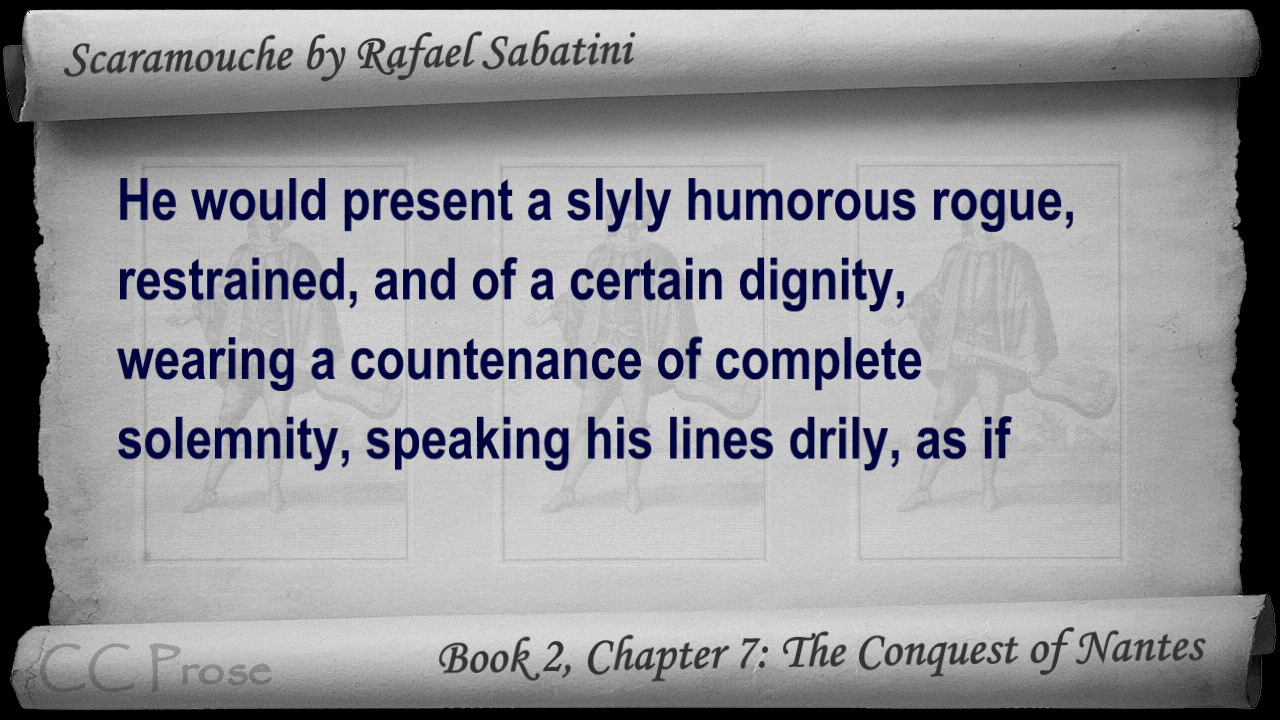 Scaramouche by Rafael Sabatini
He would present a slyly humorous rogue,
restrained, and of a certain dignity,
wearing a countenance of complete
solemnity, speaking his lines drily, as if
CC Prose
Book 2, Chapter 7: The Conquest of Nantes